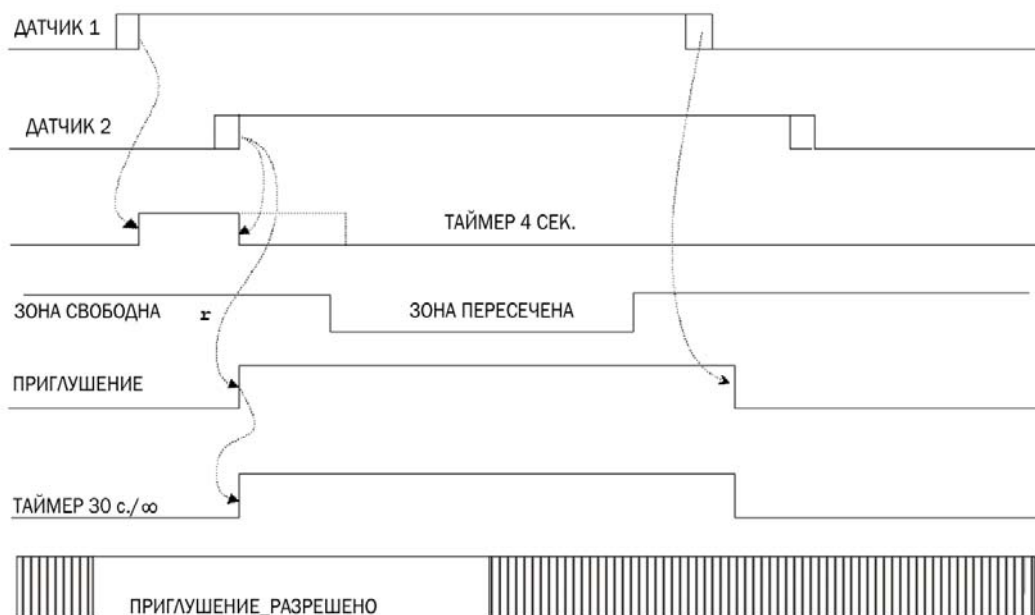 ДАТЧИК 1
ДАТЧИК 2
ТАЙМЕР 4 СЕК.
ЗОНА СВОБОДНА
r
ЗОНА ПЕРЕСЕЧЕНА
ПРИГЛУШЕНИЕ
ТАЙМЕР 30 с./∞
ПРИГЛУШЕНИЕ_РАЗРЕШЕНО